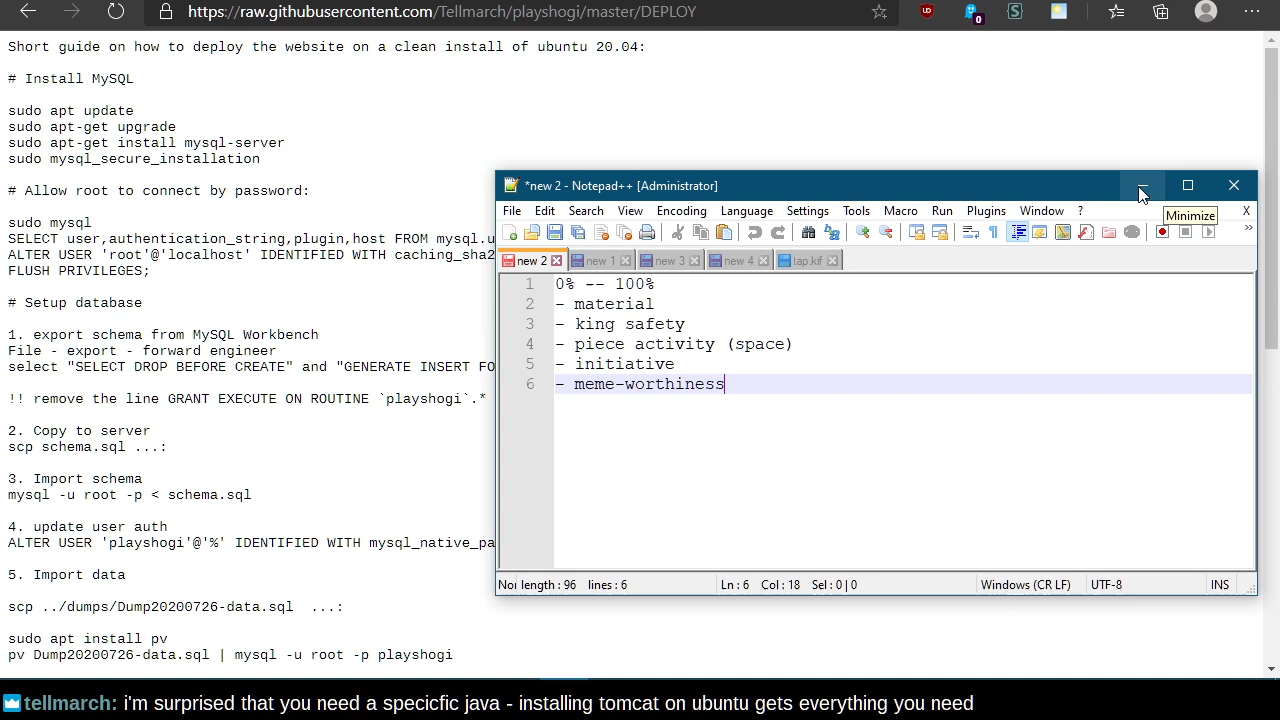 https://raw.githubusercontent.com/Tellmarch/playshogi/master/DEPLOY
Short guide on how to deploy the website on a clean install of ubuntu 20.04:
# Install MySQL
sudo apt update
sudo apt-get upgrade
sudo apt-get install mysql-server
sudo mysql_secure_installation
# Allow root to connect by password:
sudo mysql
SELECT user,authentication_string,plugin,host FROM mysql.u
ALTER USER 'root'@'localhost' IDENTIFIED WITH caching_sha2
FLUSH PRIVILEGES;
# Setup database
1. export schema from MySQL Workbench
File - export - forward engineer
select "SELECT DROP BEFORE CREATE" and "GENERATE INSERT FO
!! remove the line GRANT EXECUTE ON ROUTINE `playshogi`.*
2. Copy to server
scp schema.sql ...:
3. Import schema
mysql -u root -p < schema.sql
4. update user auth
ALTER USER 'playshogi'@'%' IDENTIFIED WITH mysql_native_pa
5. Import data
scp ../dumps/Dump20200726-data.sql  ...:
sudo apt install pv
pv Dump20200726-data.sql | mysql -u root -p playshogi
*new 2 - Notepad++ [Administrator]
File Edit Search View Encoding Language Settings Tools Macro Run Plugins Window ? X
Minimize
new 2 new 1 new 3 new 4 tap.kif
1 0% -- 100%
2 - material
3 - king safety
4 - piece activity (space)
5 - initiative
6 - meme-worthiness
Nor length : 96 lines : 6 Ln : 6 Col : 18 Sel : 0 | 0 Windows (CR LF) UTF-8 INS
tellmarch: i'm surprised that you need a specicfic java - installing tomcat on ubuntu gets everything you need